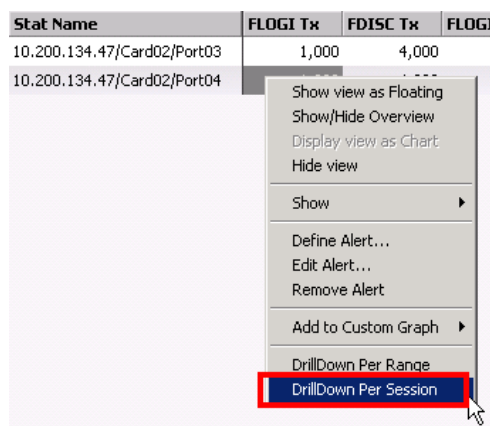 Stat Name FLOGI Tx FDISC Tx FLOGI
10.200.134.47/Card02/Port03 1,000 4,000
10.200.134.47/Card02/Port04
Show view as Floating
Show/Hide Overview
Display view as Chart
Hide view
Show
Define Alert...
Edit Alert...
Remove Alert
Add to Custom Graph
DrillDown Per Range
DrillDown Per Session